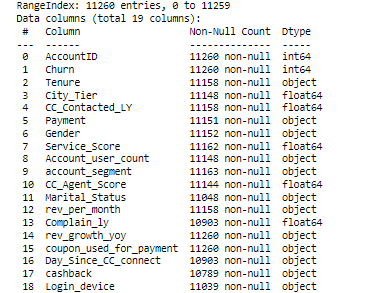 RangeIndex: 11260 entries, 0 to 11259
Data columns (total 19 columns):
 #   Column                   Non-Null Count  Dtype
---  ------                   --------------  -----
 0   AccountID                11260 non-null  int64
 1   Churn                    11260 non-null  int64
 2   Tenure                   11158 non-null  object
 3   City_Tier                11148 non-null  float64
 4   CC_Contacted_LY          11158 non-null  float64
 5   Payment                  11151 non-null  object
 6   Gender                   11152 non-null  object
 7   Service_Score            11162 non-null  float64
 8   Account_user_count       11148 non-null  object
 9   account_segment          11163 non-null  object
 10  CC_Agent_Score           11144 non-null  float64
 11  Marital_Status           11048 non-null  object
 12  rev_per_month            11158 non-null  object
 13  Complain_ly              10903 non-null  float64
 14  rev_growth_yoy           11260 non-null  object
 15  coupon_used_for_payment  11260 non-null  object
 16  Day_Since_CC_connect     10903 non-null  object
 17  cashback                 10789 non-null  object
 18  Login_device             11039 non-null  object